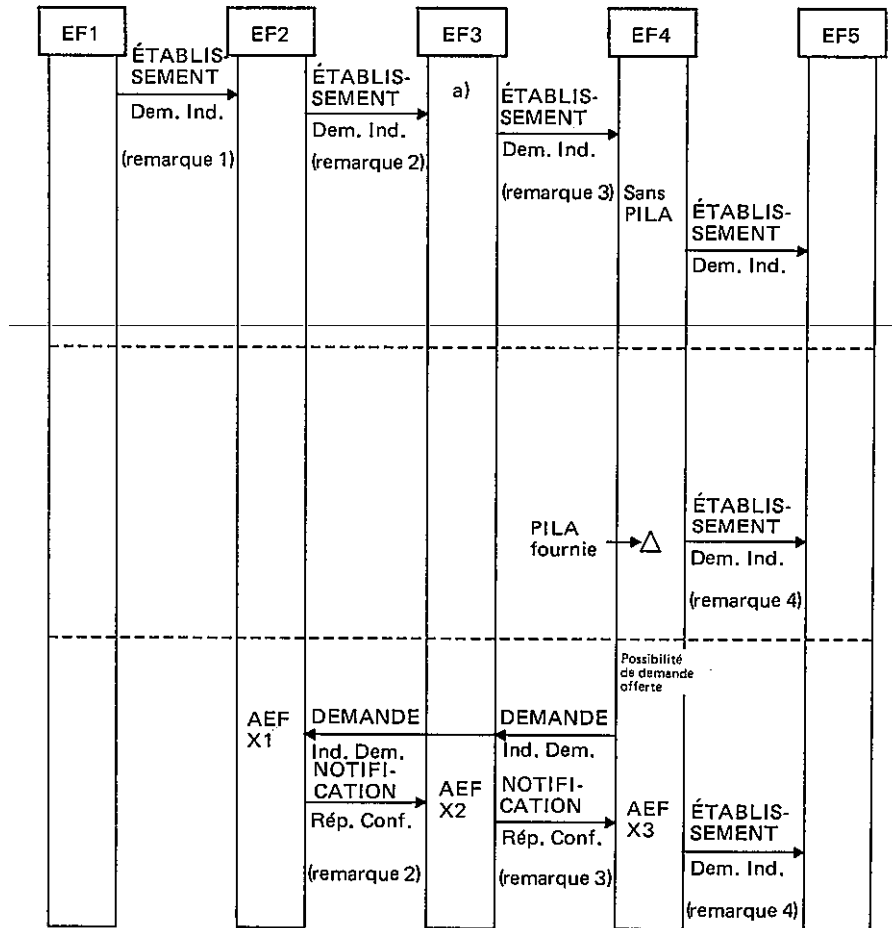 EF1
EF2
EF3
EF4
EF5
ÉTABLIS-
SEMENT
Dem. Ind.
(remarque 1)
ÉTABLIS-
SEMENT
Dem. Ind.
(remarque 2)
a)
ÉTABLIS-
SEMENT
Dem. Ind.
(remarque 3)
Sans
PILA
ÉTABLIS-
SEMENT
Dem. Ind.
PILA
fournie
ÉTABLIS-
SEMENT
Dem. Ind.
(remarque 4)
Possibilité
de demande
offerte
AEF
X1
DEMANDE
Ind. Dem.
DEMANDE
Ind. Dem.
NOTIFI-
CATION
Rép. Conf.
(remarque 2)
AEF
X2
NOTIFI-
CATION
Rép. Conf.
(remarque 3)
AEF
X3
ÉTABLIS-
SEMENT
Dem. Ind.
(remarque 4)